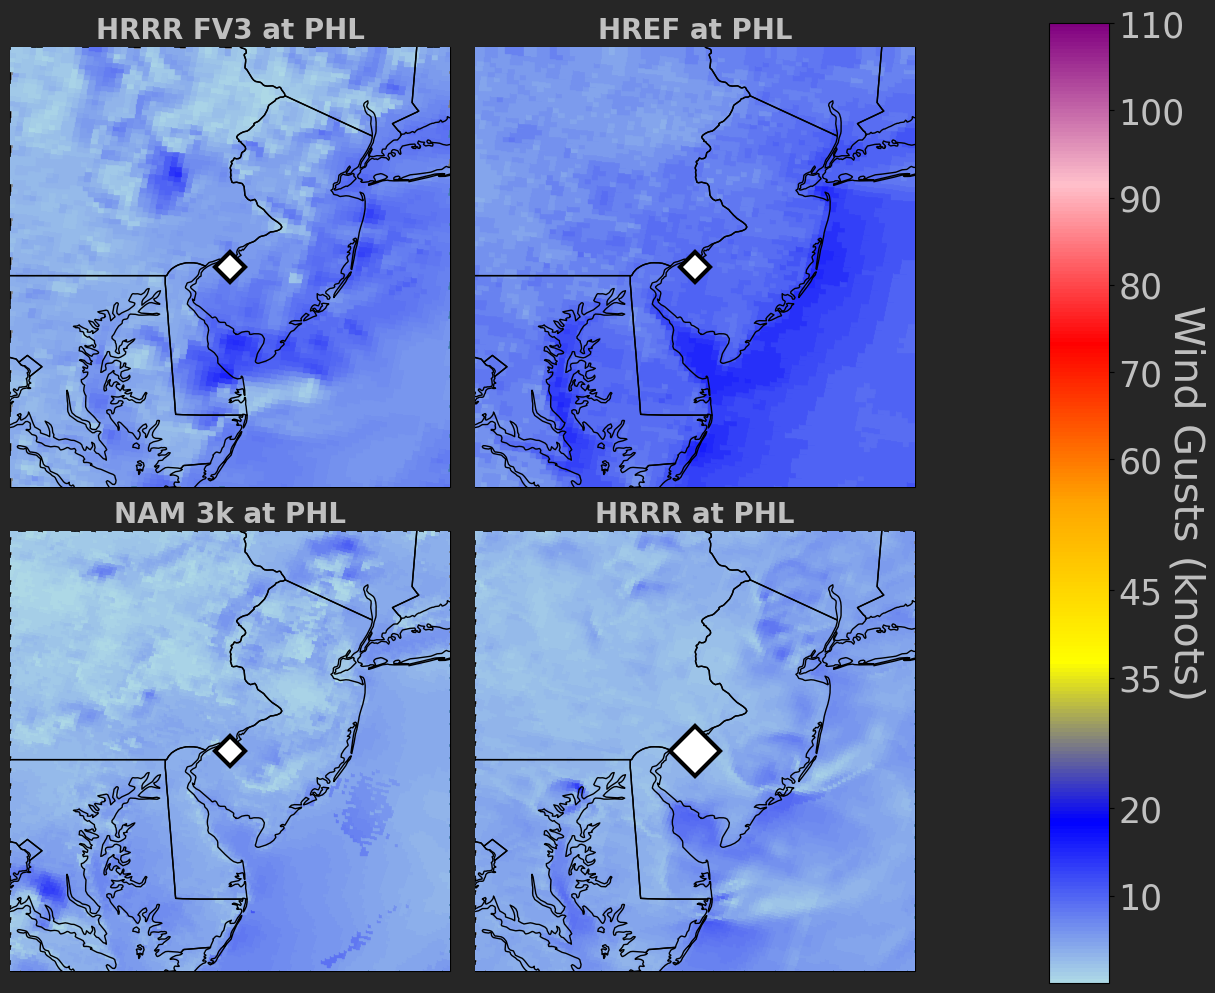 HRRR FV3 at PHL
HREF at PHL
NAM 3k at PHL
HRRR at PHL
110
100
90
80
70
60
45
35
20
10
Wind Gusts (knots)